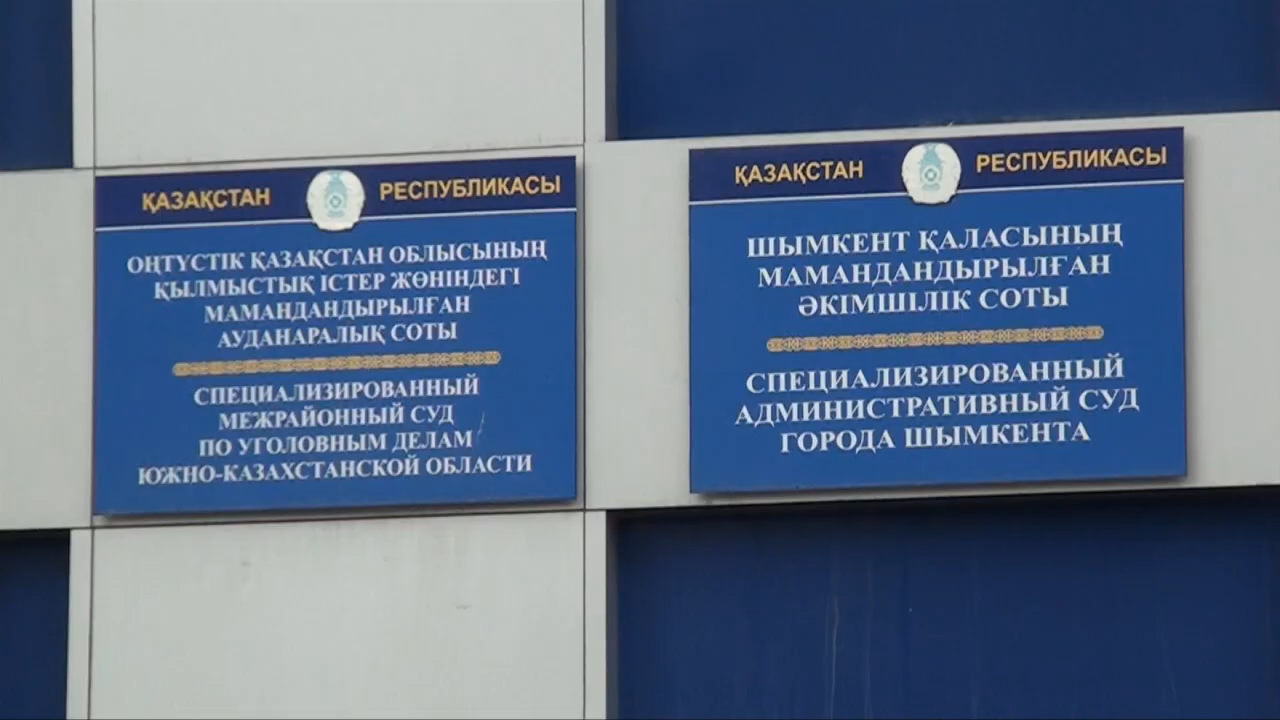 ҚАЗАҚСТАН РЕСПУБЛИКАСЫ
ОҢТҮСТІК ҚАЗАҚСТАН ОБЛЫСЫНЫҢ
ҚЫЛМЫСТЫҚ ІСТЕР ЖӨНІНДЕГІ
МАМАНДАНДЫРЫЛҒАН
АУДАНАРАЛЫҚ СОТЫ
СПЕЦИАЛИЗИРОВАННЫЙ
МЕЖРАЙОННЫЙ СУД
ПО УГОЛОВНЫМ ДЕЛАМ
ЮЖНО-КАЗАХСТАНСКОЙ ОБЛАСТИ
ҚАЗАҚСТАН РЕСПУБЛИКАСЫ
ШЫМКЕНТ ҚАЛАСЫНЫҢ
МАМАНДАНДЫРЫЛҒАН
ӘКІМШІЛІК СОТЫ
СПЕЦИАЛИЗИРОВАННЫЙ
АДМИНИСТРАТИВНЫЙ СУД
ГОРОДА ШЫМКЕНТА